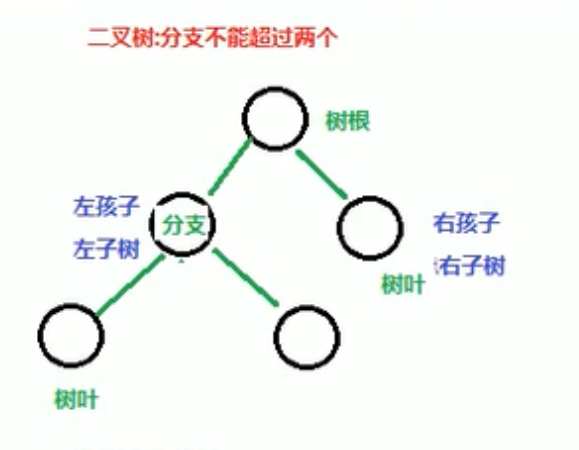 二叉树:分支不能超过两个
树根
左孩子
分支
右孩子
左子树
右子树
树叶
树叶